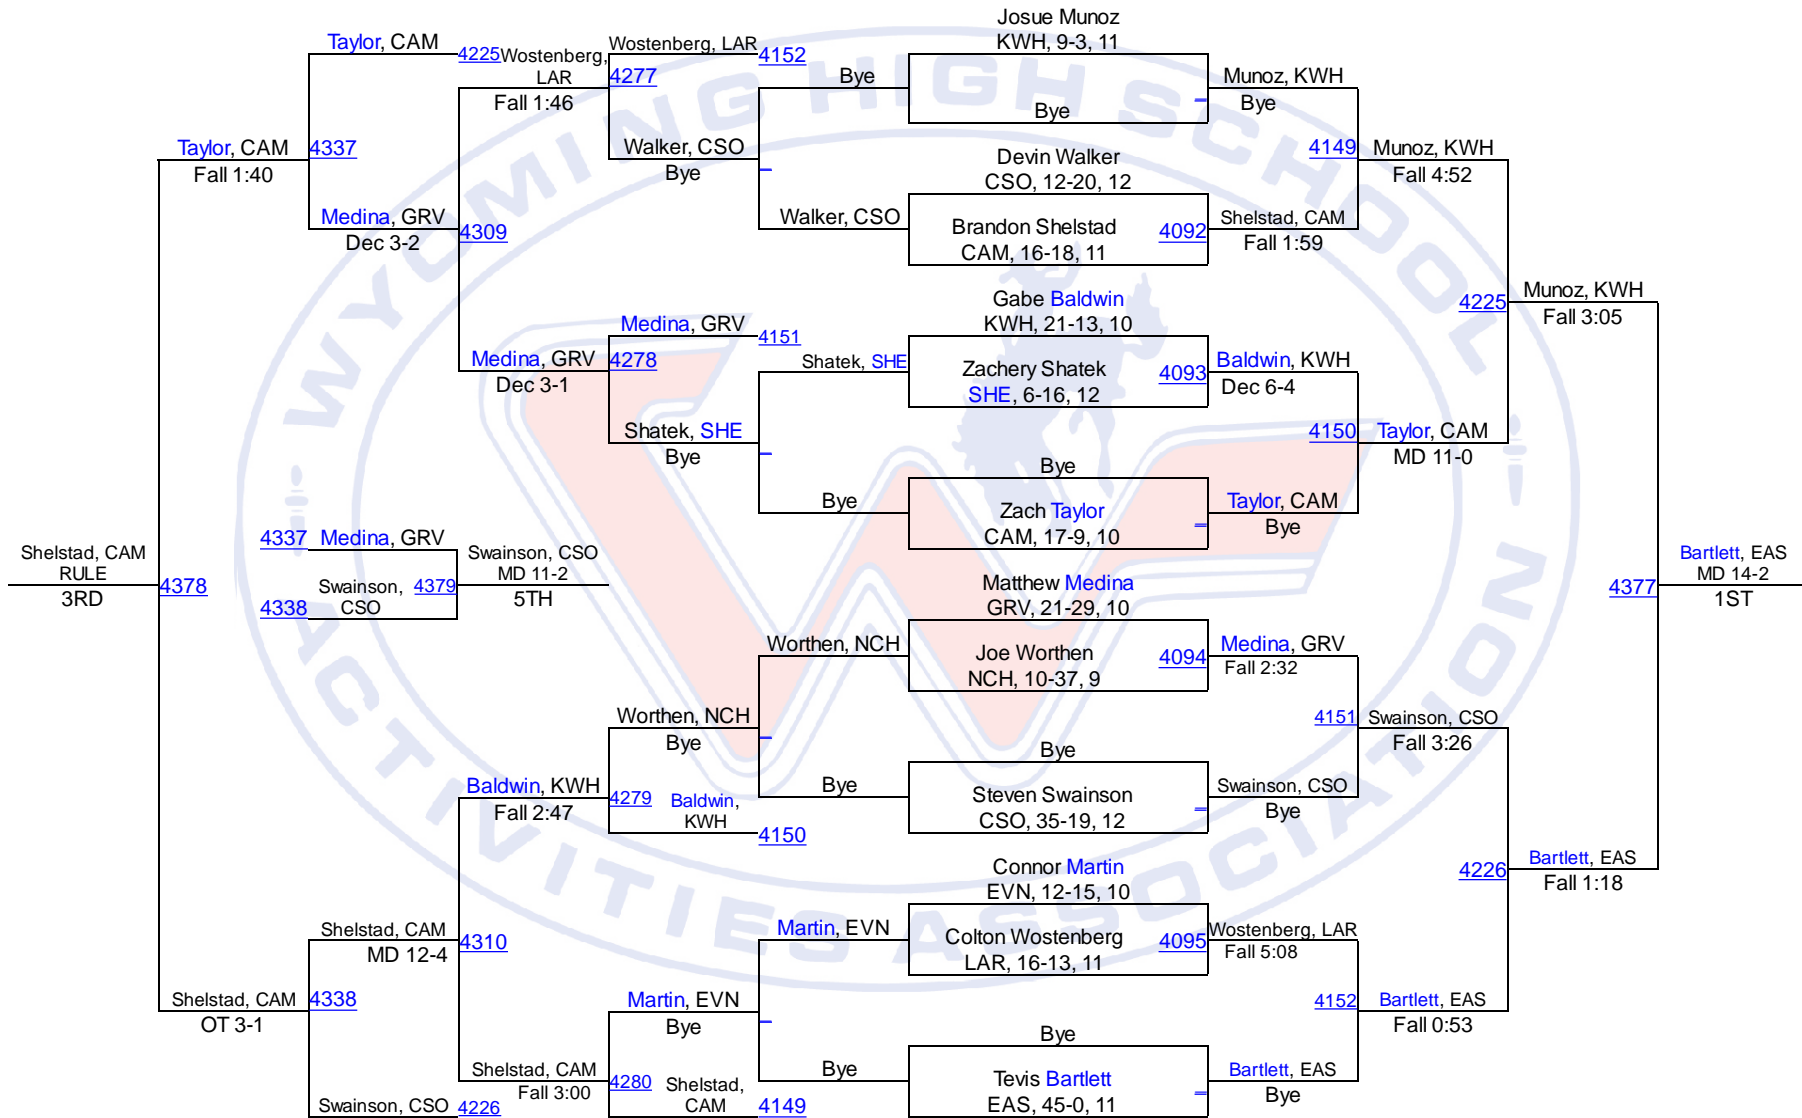 Josue Munoz
KWH, 9-3, 11
Taylor, CAM
4225
Wostenberg,
LAR
Fall 1:46
Wostenberg, LAR
4152
4277
Bye
Bye
Munoz, KWH
Bye
Taylor, CAM
Fall 1:40
4337
Walker, CSO
Bye
Devin Walker
CSO, 12-20, 12
4149
Munoz, KWH
Fall 4:52
Medina, GRV
Dec 3-2
4309
Walker, CSO
Brandon Shelstad
CAM, 16-18, 11
4092
Shelstad, CAM
Fall 1:59
Gabe Baldwin
KWH, 21-13, 10
4225
Munoz, KWH
Fall 3:05
Medina, GRV
4151
Medina, GRV
Dec 3-1
4278
Shatek, SHE
Zachery Shatek
SHE, 6-16, 12
4093
Baldwin, KWH
Dec 6-4
Shatek, SHE
Bye
4150
Taylor, CAM
MD 11-0
Bye
Bye
Zach Taylor
CAM, 17-9, 10
Taylor, CAM
Bye
4337
Medina, GRV
Swainson, CSO
MD 11-2
5TH
Shelstad, CAM
RULE
3RD
4378
Swainson,
CSO
4379
4338
Matthew Medina
GRV, 21-29, 10
4377
Bartlett, EAS
MD 14-2
1ST
Worthen, NCH
Joe Worthen
NCH, 10-37, 9
4094
Medina, GRV
Fall 2:32
Worthen, NCH
Bye
4151
Swainson, CSO
Fall 3:26
Bye
Baldwin, KWH
Fall 2:47
4279
Baldwin,
KWH
4150
Bye
Steven Swainson
CSO, 35-19, 12
Swainson, CSO
Bye
Connor Martin
EVN, 12-15, 10
4226
Bartlett, EAS
Fall 1:18
Shelstad, CAM
MD 12-4
4310
Martin, EVN
Colton Wostenberg
LAR, 16-13, 11
4095
Wostenberg, LAR
Fall 5:08
Shelstad, CAM
OT 3-1
4338
Martin, EVN
Bye
4152
Bartlett, EAS
Fall 0:53
Bye
Shelstad, CAM
Fall 3:00
4280
Shelstad,
CAM
4149
Bye
Tevis Bartlett
EAS, 45-0, 11
Bartlett, EAS
Bye
Swainson, CSO
4226
WYOMING HIGH SCHOOL
ACTIVITIES ASSOCIATION